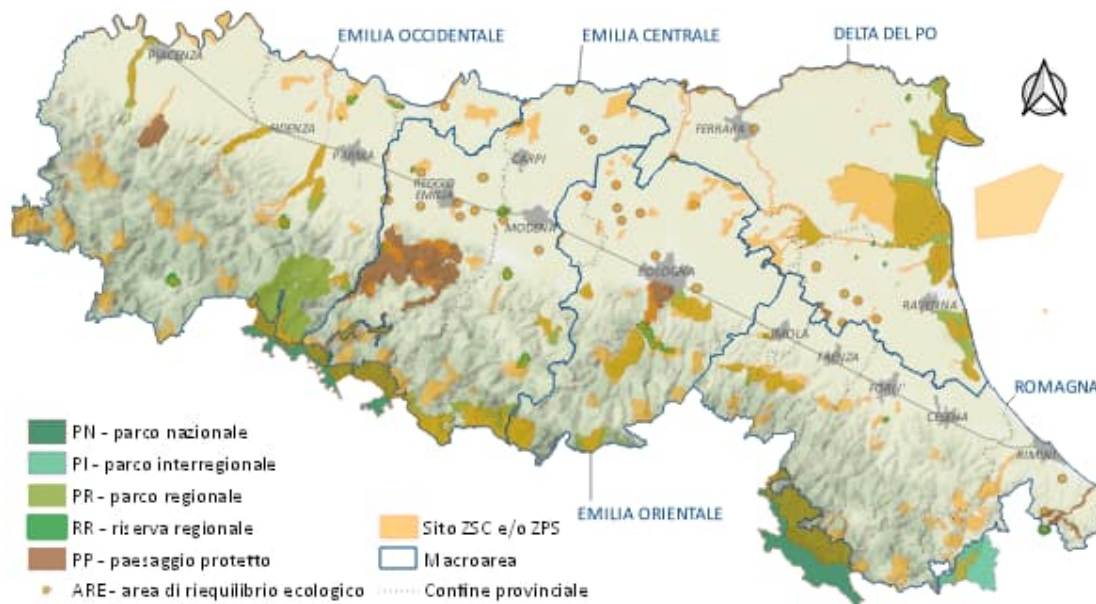 EMILIA OCCIDENTALE
EMILIA CENTRALE
DELTA DEL PO
PIACENZA
FIDENZA
PARMA
REGGIO
EMILIA
CARPI
MODENA
FERRARA
BOLOGNA
IMOLA
FAENZA
RAVENNA
FORLI'
CESENA
RIMINI
ROMAGNA
EMILIA ORIENTALE
PN - parco nazionale
PI - parco interregionale
PR - parco regionale
RR - riserva regionale
PP - paesaggio protetto
ARE - area di riequilibrio ecologico
Sito ZSC e/o ZPS
Macroarea
Confine provinciale